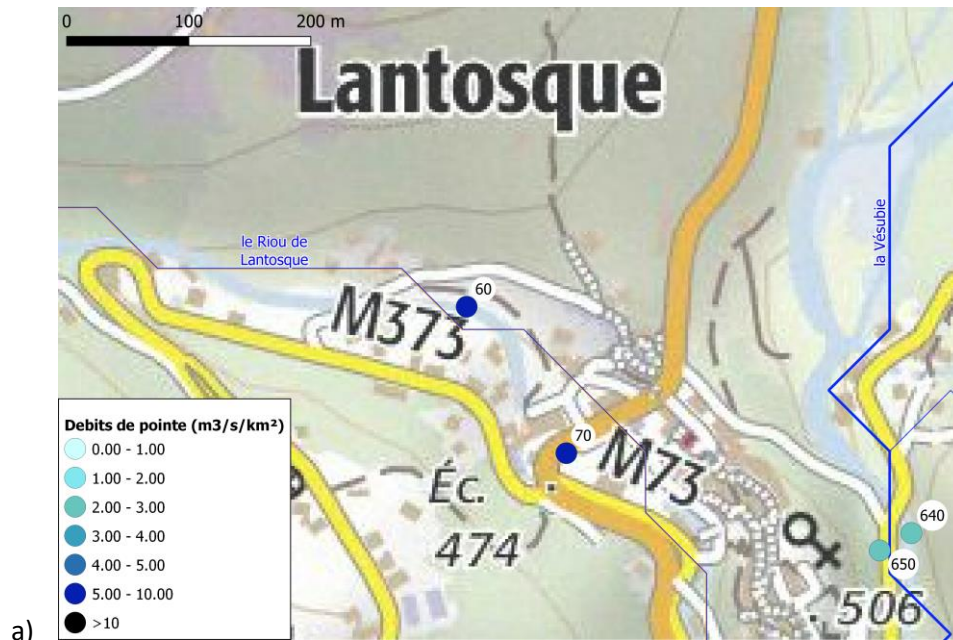 0 100 200 m
Lantosque
le Riou de
Lantosque
la Vésubie
60
M373
70
M73
Éc.
474
640
650
506
Debits de pointe (m3/s/km²)
0.00 - 1.00
1.00 - 2.00
2.00 - 3.00
3.00 - 4.00
4.00 - 5.00
5.00 - 10.00
>10
a)